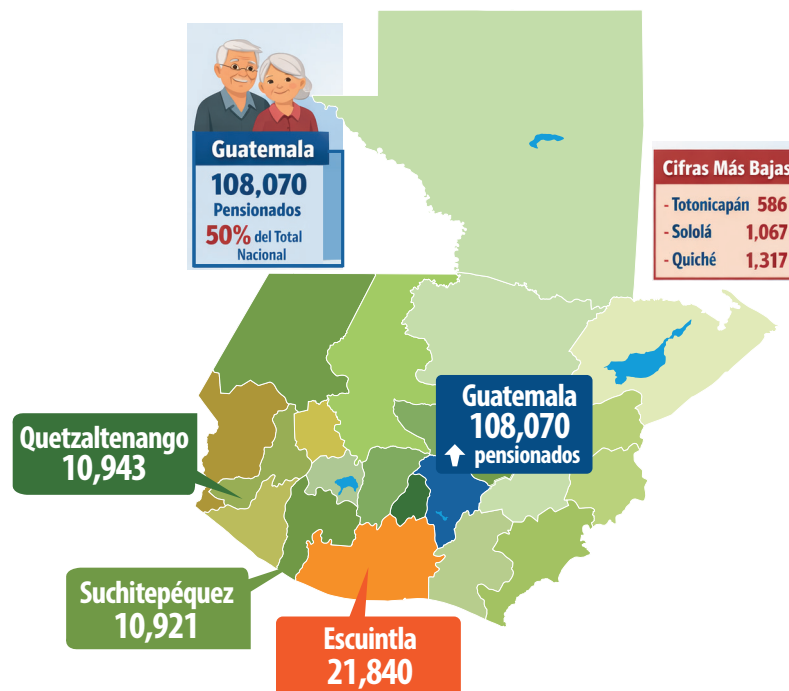 Guatemala
108,070
Pensionados
50% del Total
Nacional
Cifras Más Bajas
- Totonicapán 586
- Sololá 1,067
- Quiché 1,317
Guatemala
108,070
pensionados
Quetzaltenango
10,943
Suchitepéquez
10,921
Escuintla
21,840